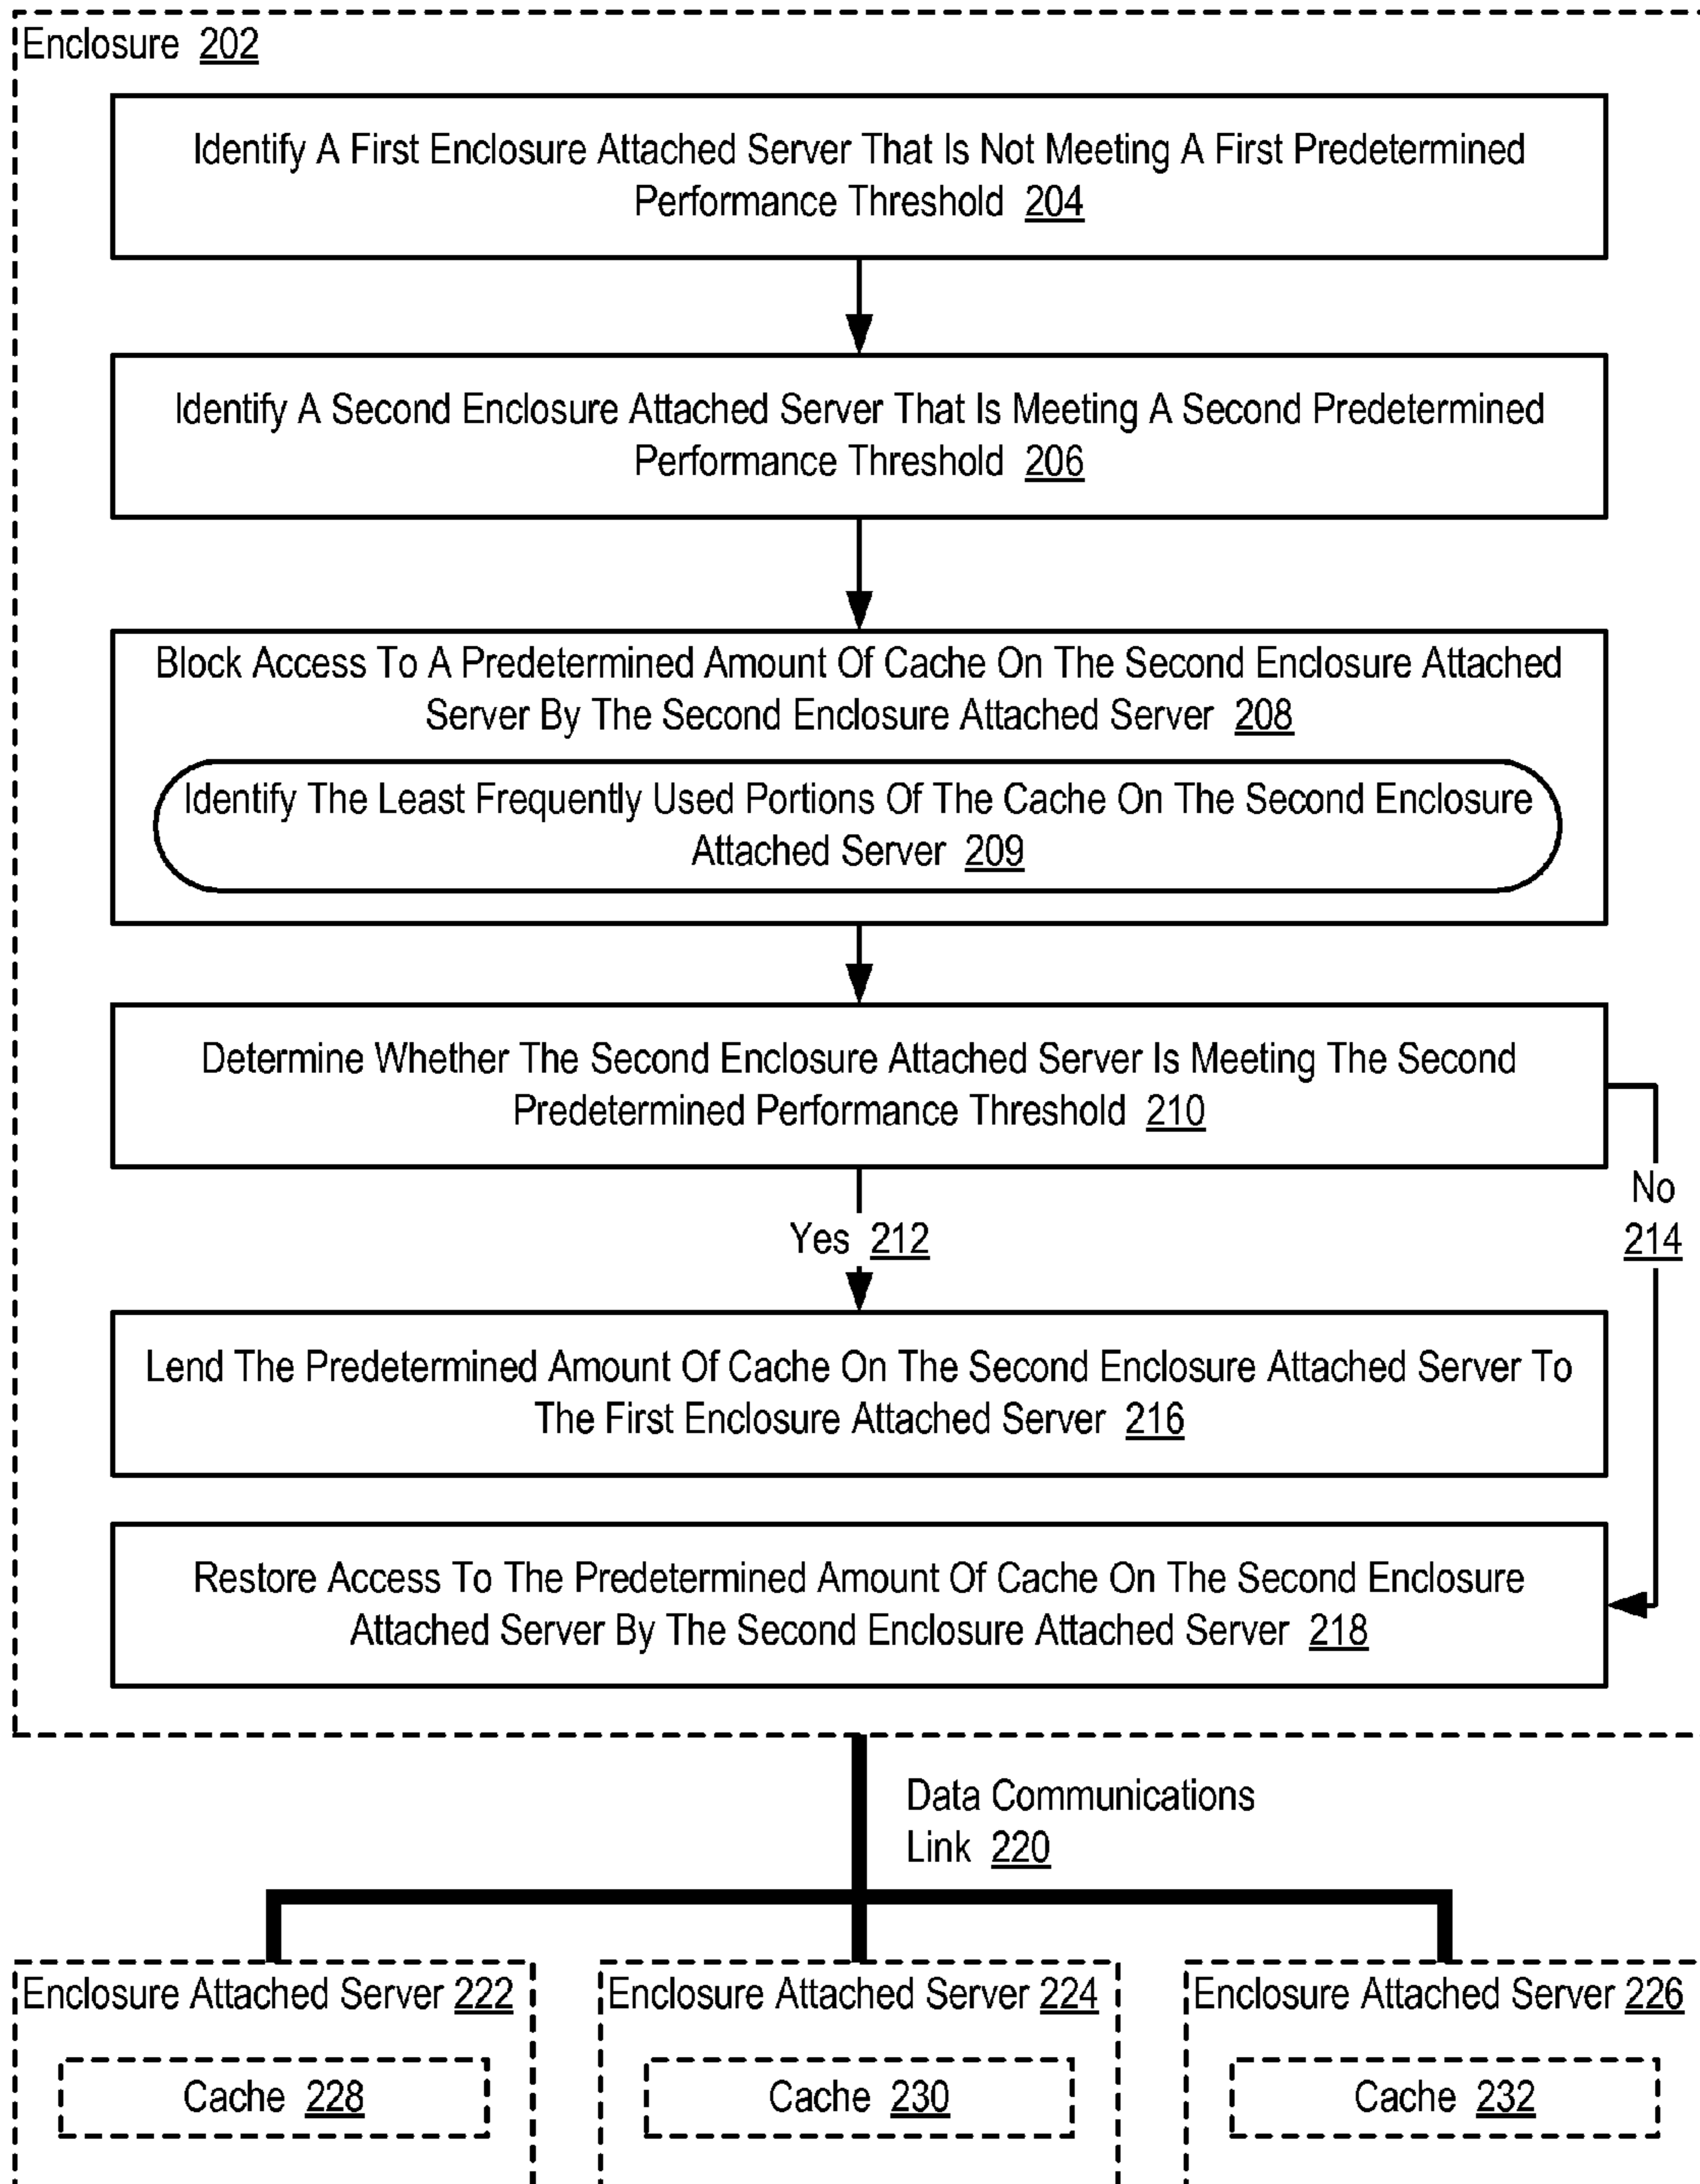 Enclosure 202
Identify A First Enclosure Attached Server That Is Not Meeting A First Predetermined
Performance Threshold 204
Identify A Second Enclosure Attached Server That Is Meeting A Second Predetermined
Performance Threshold 206
Block Access To A Predetermined Amount Of Cache On The Second Enclosure Attached
Server By The Second Enclosure Attached Server 208
Identify The Least Frequently Used Portions Of The Cache On The Second Enclosure
Attached Server 209
Determine Whether The Second Enclosure Attached Server Is Meeting The Second
Predetermined Performance Threshold 210
No
214
Yes 212
Lend The Predetermined Amount Of Cache On The Second Enclosure Attached Server To
The First Enclosure Attached Server 216
Restore Access To The Predetermined Amount Of Cache On The Second Enclosure
Attached Server By The Second Enclosure Attached Server 218
Data Communications
Link 220
Enclosure Attached Server 222
Cache 228
Enclosure Attached Server 224
Cache 230
Enclosure Attached Server 226
Cache 232